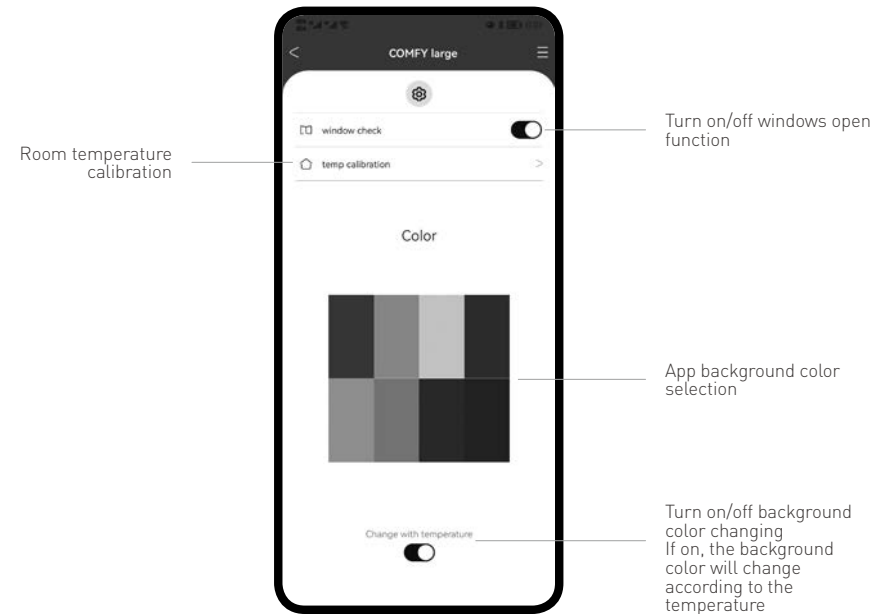 COMFY large
window check
Turn on/off windows open
function
Room temperature
calibration
temp calibration
Color
App background color
selection
Change with temperature
Turn on/off background
color changing
If on, the background
color will change
according to the
temperature